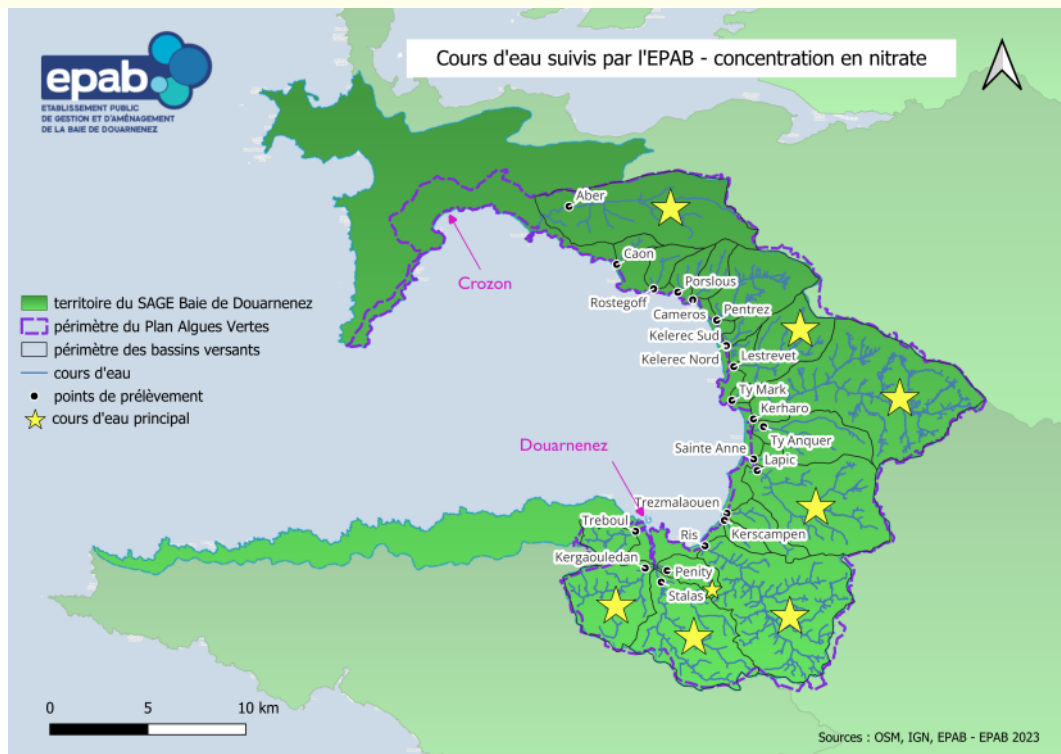 epab
ETABLISSEMENT PUBLIC
DE GESTION ET D'AMÉNAGEMENT
DE LA BAIE DE DOUARNENEZ
Cours d'eau suivis par l'EPAB - concentration en nitrate
Aber
Caon
Crozon
Rostegoff
Porslous
Cameros
Pentrez
Kelerec Sud
Kelerec Nord
Lestrevet
Ty Mark
Kerharo
Ty Anquer
Sainte Anne
Lapic
Douarnenez
Trezmalaouen
Treboul
Ris
Kerscampen
Kergaouledan
Penity
Stalas
territoire du SAGE Baie de Douarnenez
périmètre du Plan Algues Vertes
périmètre des bassins versants
cours d'eau
points de prélèvement
cours d'eau principal
0 5 10 km
Sources : OSM, IGN, EPAB - EPAB 2023